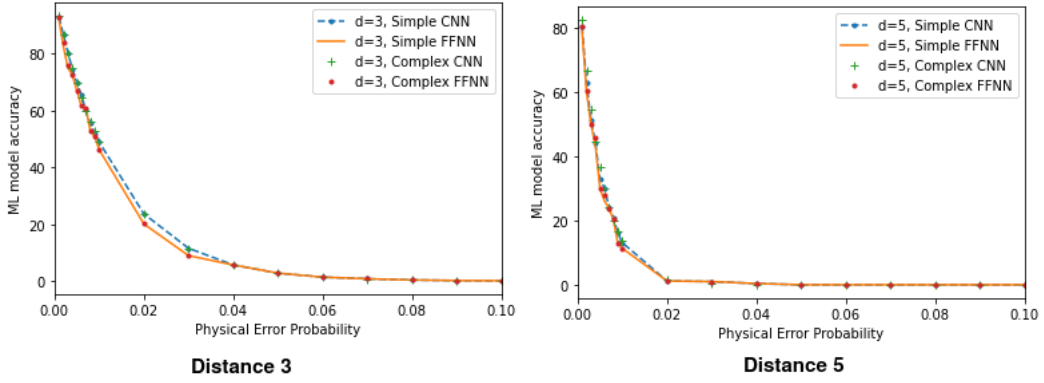 d=3, Simple CNN
d=3, Simple FFNN
d=3, Complex CNN
d=3, Complex FFNN
ML model accuracy
80
60
40
20
0
0.00 0.02 0.04 0.06 0.08 0.10
Physical Error Probability
Distance 3
d=5, Simple CNN
d=5, Simple FFNN
d=5, Complex CNN
d=5, Complex FFNN
ML model accuracy
80
60
40
20
0
0.00 0.02 0.04 0.06 0.08 0.10
Physical Error Probability
Distance 5